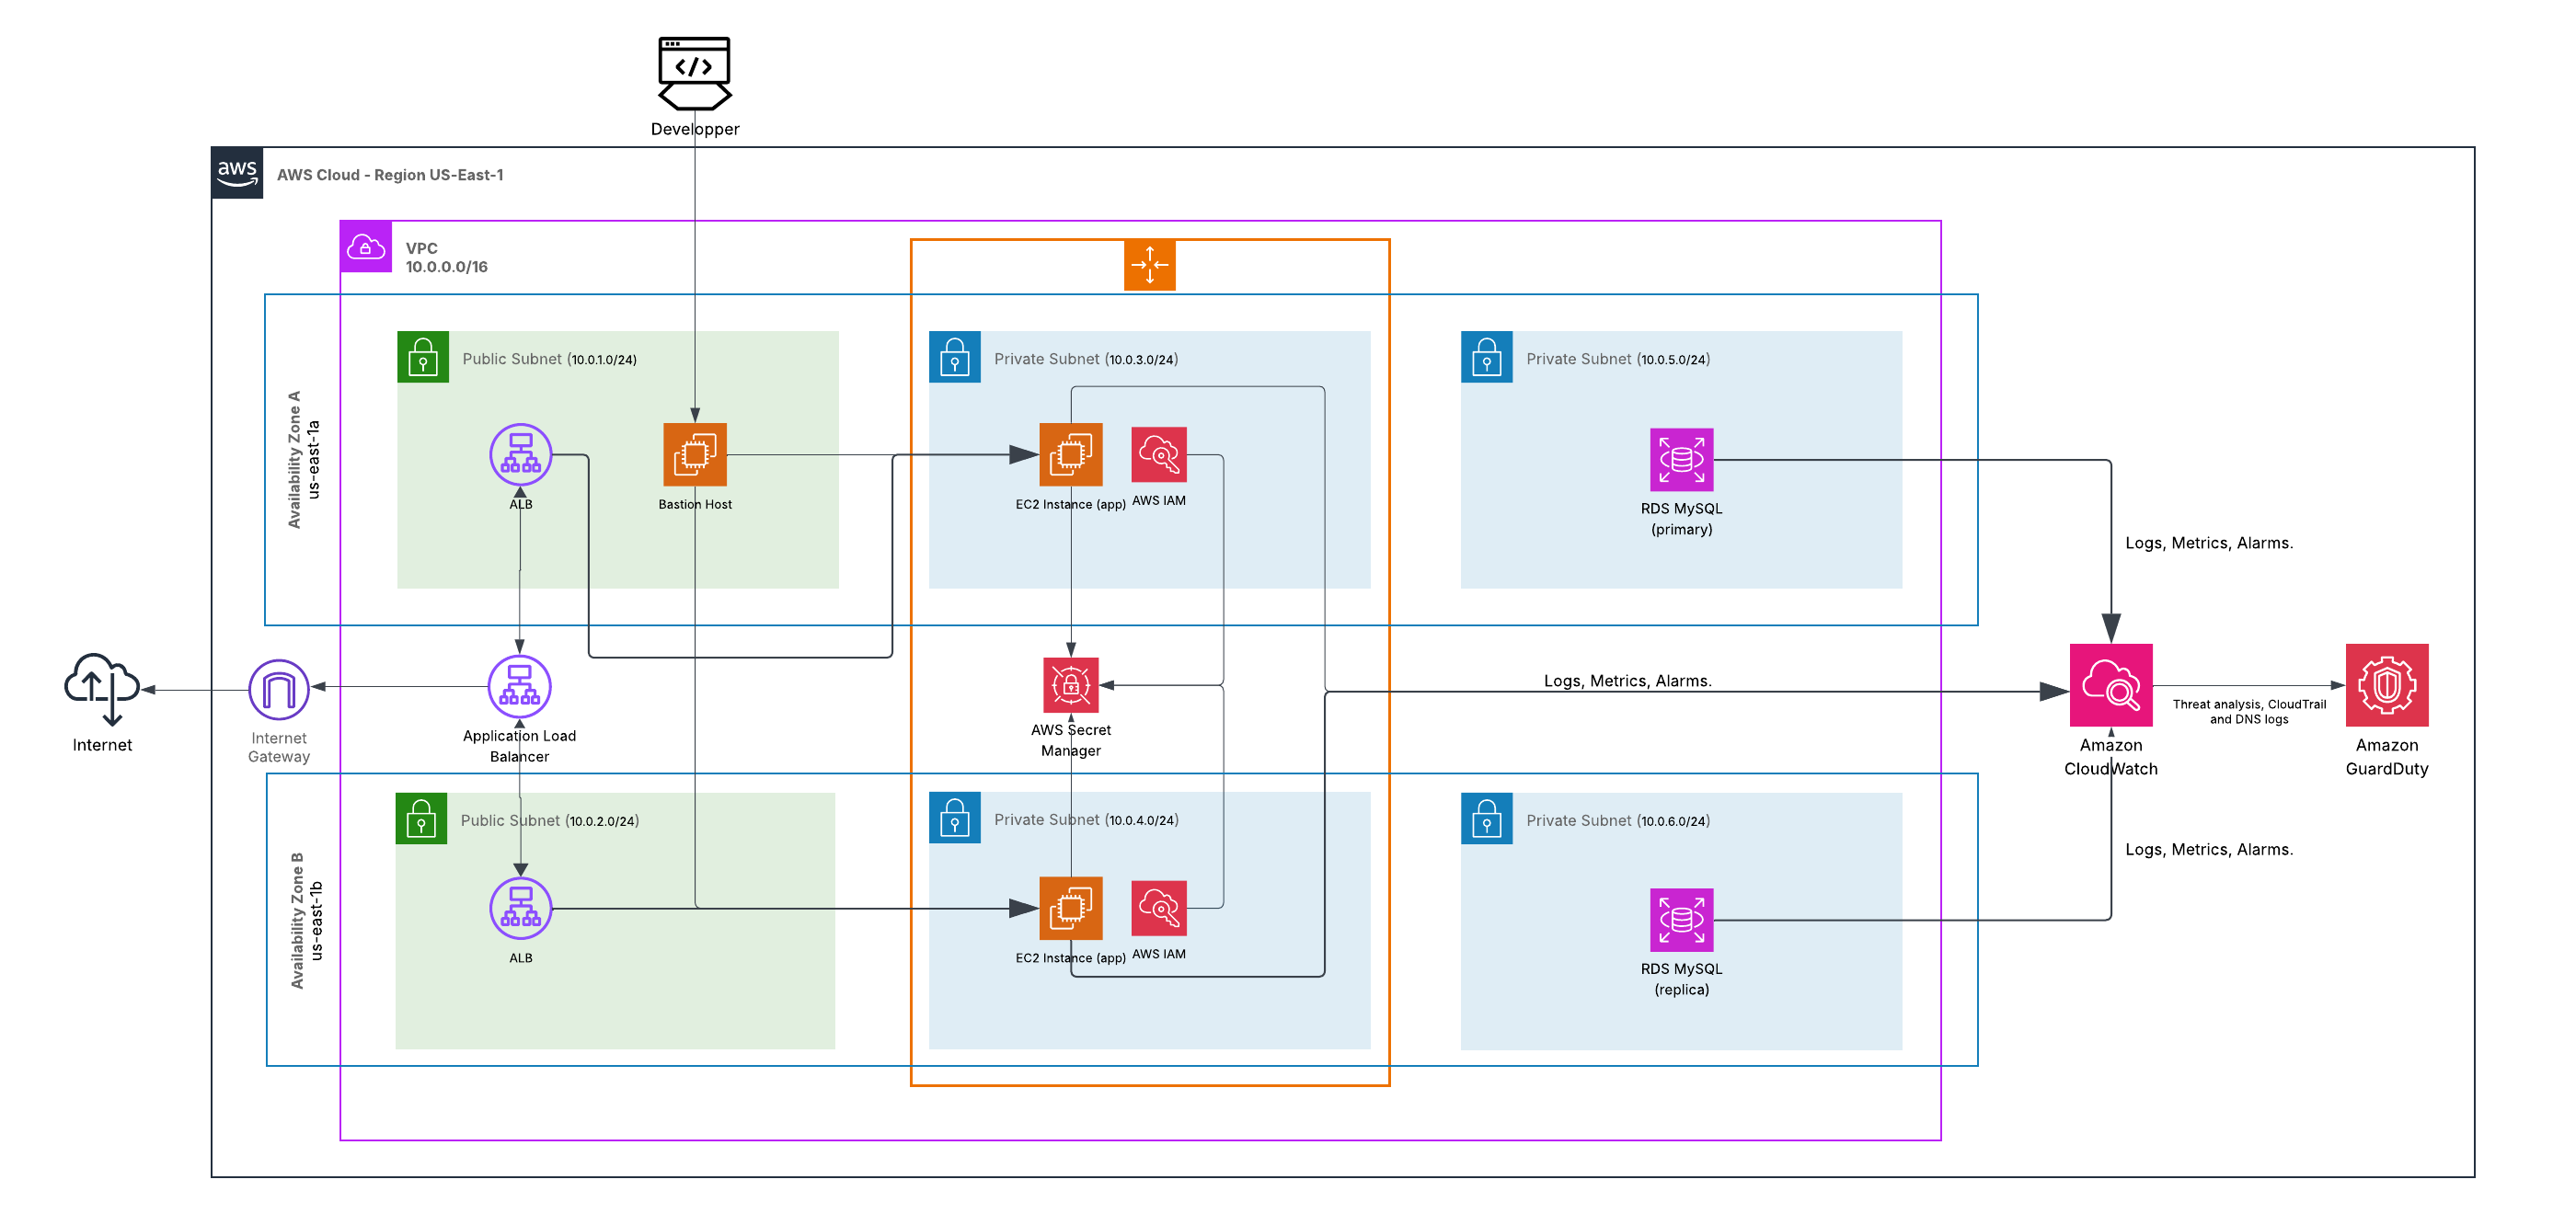 Developper
aws
AWS Cloud - Region US-East-1
VPC
10.0.0.0/16
Availability Zone A
us-east-1a
Public Subnet (10.0.1.0/24)
ALB
Bastion Host
Private Subnet (10.0.3.0/24)
EC2 Instance (app)
AWS IAM
Private Subnet (10.0.5.0/24)
RDS MySQL
(primary)
Logs, Metrics, Alarms.
Internet
Internet
Gateway
Application Load
Balancer
AWS Secret
Manager
Logs, Metrics, Alarms.
Amazon
CloudWatch
Threat analysis, CloudTrail
and DNS logs
Amazon
GuardDuty
Availability Zone B
us-east-1b
Public Subnet (10.0.2.0/24)
ALB
Private Subnet (10.0.4.0/24)
EC2 Instance (app)
AWS IAM
Private Subnet (10.0.6.0/24)
RDS MySQL
(replica)
Logs, Metrics, Alarms.